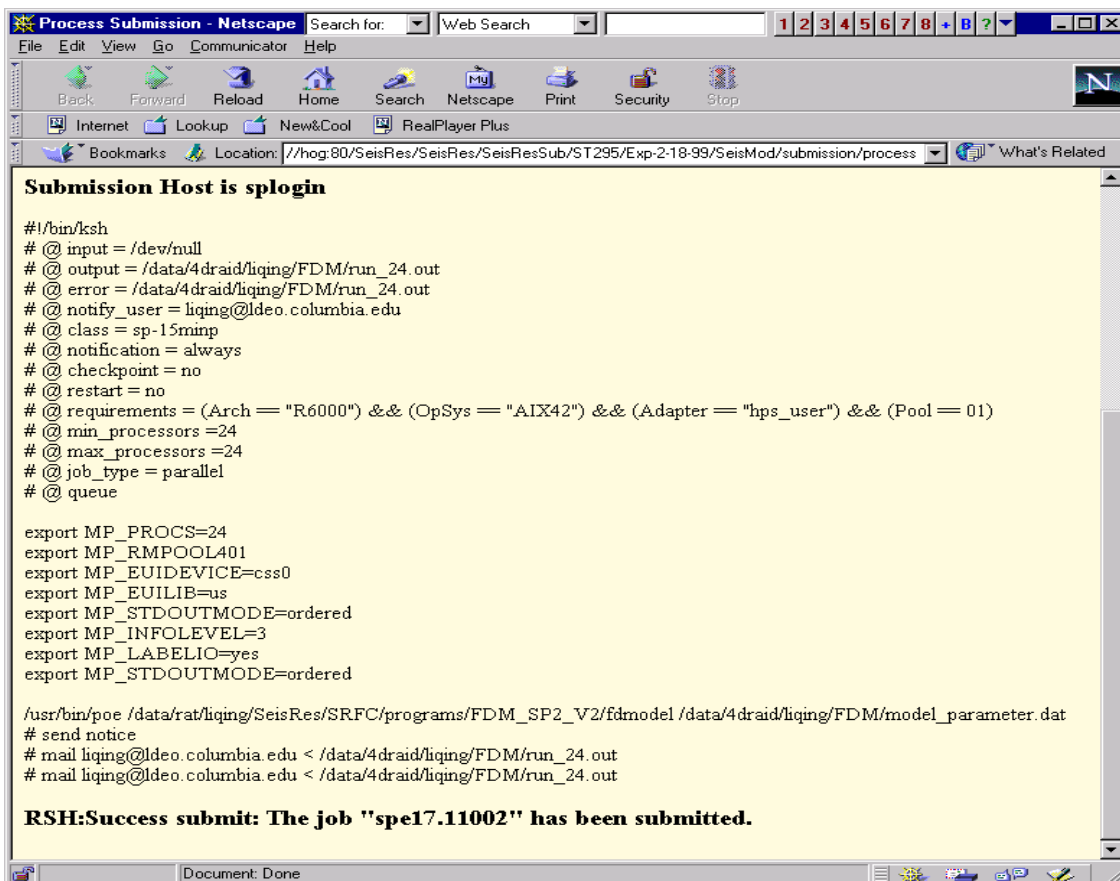 Process Submission - Netscape
Search for:
Web Search
1 2 3 4 5 6 7 8 + B ?
File Edit View Go Communicator Help
My
N
Back Forward Reload Home Search Netscape Print Security Stop
Internet Lookup New&Cool RealPlayer Plus
Bookmarks Location: //hog:80/SeisRes/SeisRes/SeisResSub/ST295/Exp-2-18-99/SeisMod/submission/process What's Related
Submission Host is splogin
#!/bin/ksh
# @ input = /dev/null
# @ output = /data/4draid/liqing/FDM/run_24.out
# @ error = /data/4draid/liqing/FDM/run_24.out
# @ notify_user = liqing@ldeo.columbia.edu
# @ class = sp-15minp
# @ notification = always
# @ checkpoint = no
# @ restart = no
# @ requirements = (Arch == "R6000") && (OpSys == "AIX42") && (Adapter == "hps_user") && (Pool == 01)
# @ min_processors =24
# @ max_processors =24
# @ job_type = parallel
# @ queue
export MP_PROCS=24
export MP_RMPOOL401
export MP_EUIDEVICE=css0
export MP_EUILIB=us
export MP_STDOUTMODE=ordered
export MP_INFOLEVEL=3
export MP_LABELIO=yes
export MP_STDOUTMODE=ordered
/usr/bin/poe /data/rat/liqing/SeisRes/SRFC/programs/FDM_SP2_V2/fdmodel /data/4draid/liqing/FDM/model_parameter.dat
# send notice
# mail liqing@ldeo.columbia.edu < /data/4draid/liqing/FDM/run_24.out
# mail liqing@ldeo.columbia.edu < /data/4draid/liqing/FDM/run_24.out
RSH:Success submit: The job "spe17.11002" has been submitted.
Document: Done